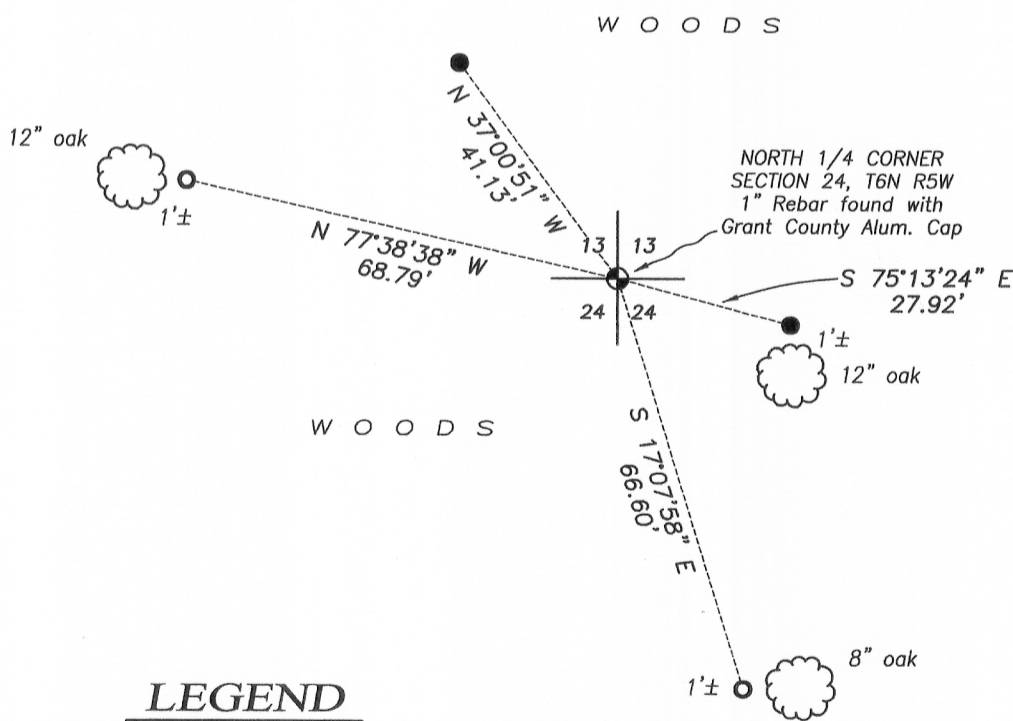 W O O D S
12" oak
1'±
N 37°00'51" W
41.13'
NORTH 1/4 CORNER
SECTION 24, T6N R5W
1" Rebar found with
Grant County Alum. Cap
N 77°38'38" W
68.79'
13 13
24 24
S 75°13'24" E
27.92'
1'±
12" oak
W O O D S
S 17°07'58" E
66.60'
8" oak
1'±
LEGEND